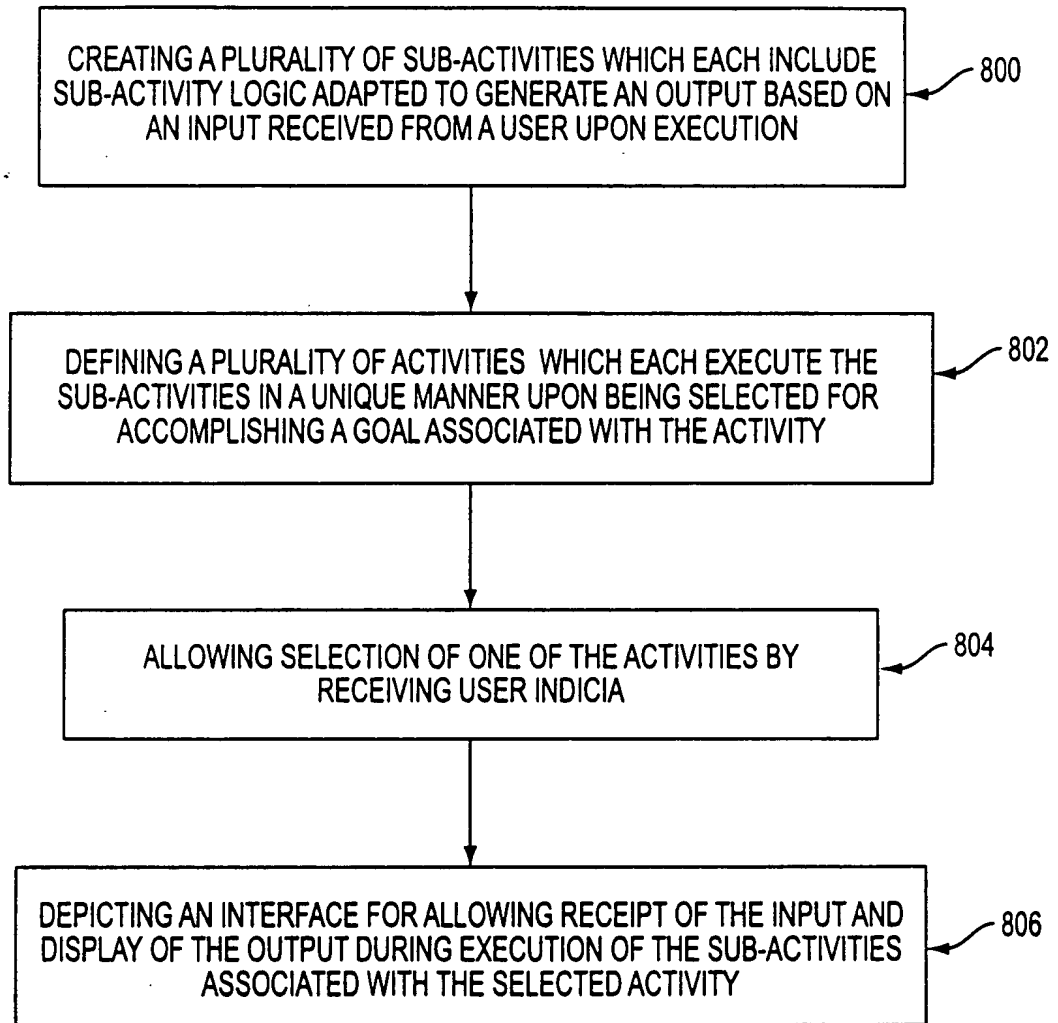 CREATING A PLURALITY OF SUB-ACTIVITIES WHICH EACH INCLUDE
SUB-ACTIVITY LOGIC ADAPTED TO GENERATE AN OUTPUT BASED ON
AN INPUT RECEIVED FROM A USER UPON EXECUTION
800
DEFINING A PLURALITY OF ACTIVITIES WHICH EACH EXECUTE THE
SUB-ACTIVITIES IN A UNIQUE MANNER UPON BEING SELECTED FOR
ACCOMPLISHING A GOAL ASSOCIATED WITH THE ACTIVITY
802
ALLOWING SELECTION OF ONE OF THE ACTIVITIES BY
RECEIVING USER INDICIA
804
DEPICTING AN INTERFACE FOR ALLOWING RECEIPT OF THE INPUT AND
DISPLAY OF THE OUTPUT DURING EXECUTION OF THE SUB-ACTIVITIES
ASSOCIATED WITH THE SELECTED ACTIVITY
806